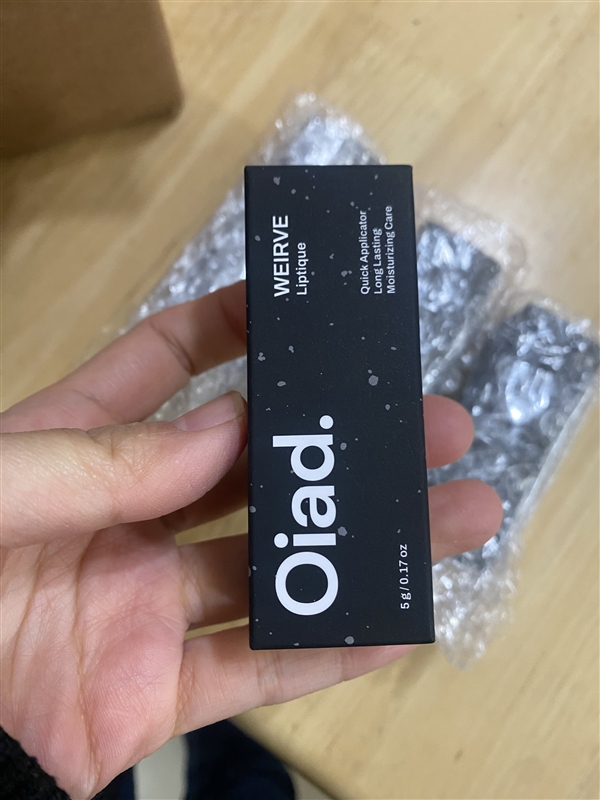 WEIRVE
Liptique
Quick Applicator
Long Lasting
Moisturizing Care
Oiad.
5 g / 0.17 oz